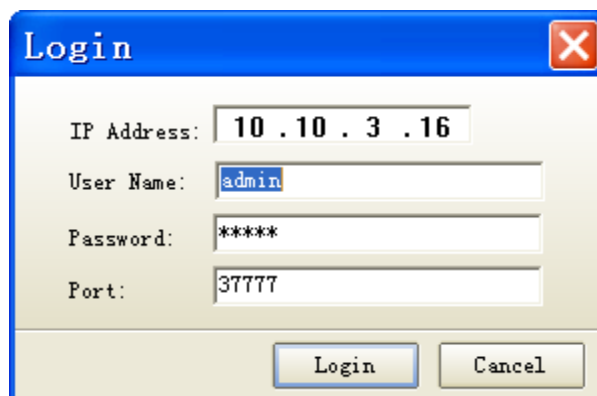 Login
IP Address: 10 . 10 . 3 . 16
User Name: admin
Password: *****
Port: 37777
Login Cancel